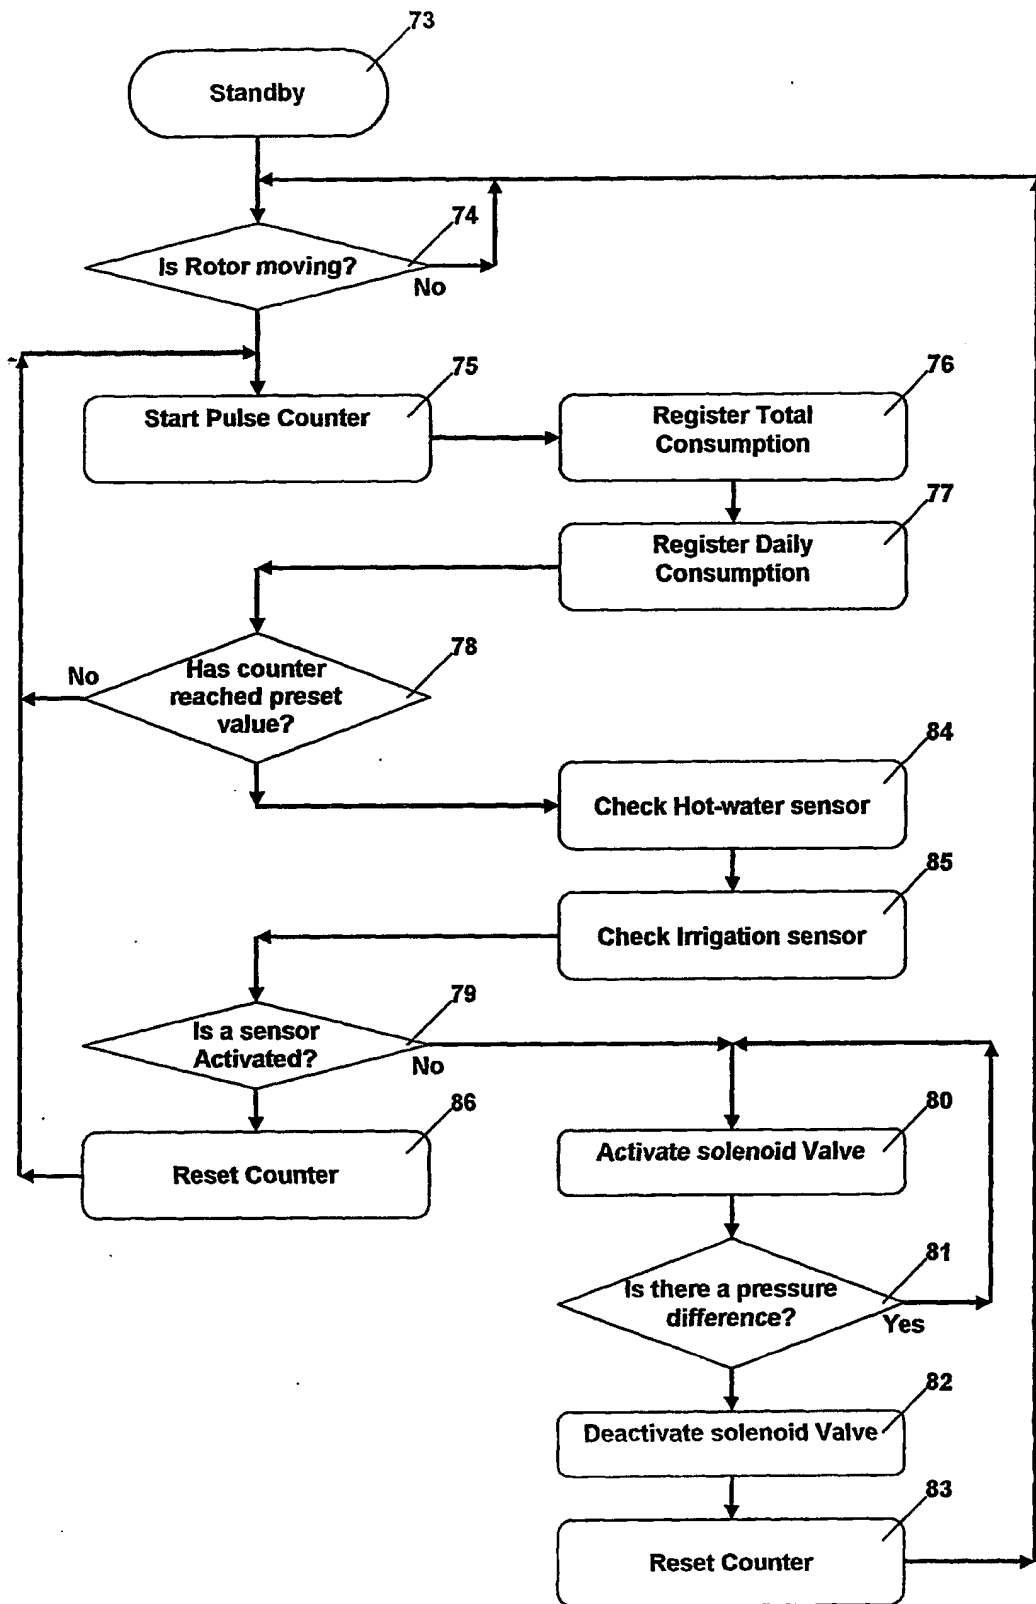 73
Standby
74
Is Rotor moving?
No
75
Start Pulse Counter
76
Register Total
Consumption
77
Register Daily
Consumption
78
No
Has counter
reached preset
value?
84
Check Hot-water sensor
85
Check Irrigation sensor
79
Is a sensor
Activated?
No
86
Reset Counter
80
Activate solenoid Valve
81
Is there a pressure
difference?
Yes
82
Deactivate solenoid Valve
83
Reset Counter